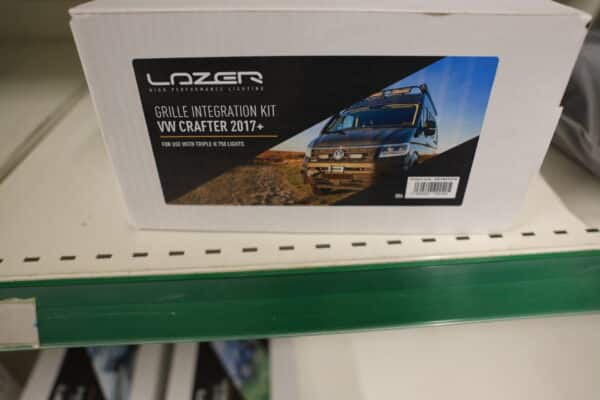 LAZER
HIGH PERFORMANCE LIGHTING
GRILLE INTEGRATION KIT
VW CRAFTER 2017+
FOR USE WITH TRIPLE-R 750 LIGHTS